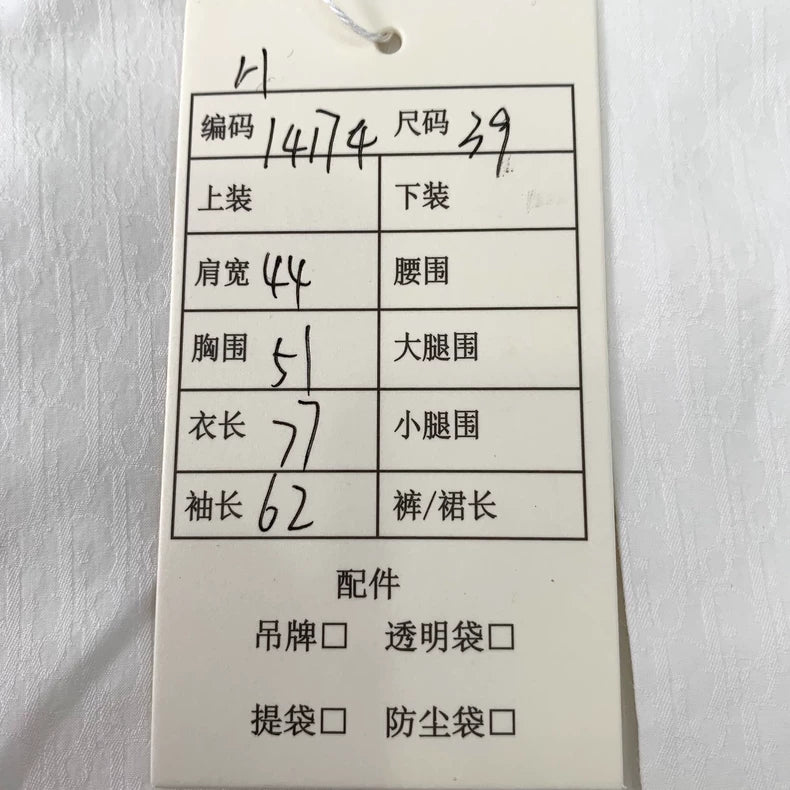 编码 14174 尺码 39
上装 下装
肩宽 44 腰围
胸围 51 大腿围
衣长 77 小腿围
袖长 62 裤/裙长
配件
吊牌□ 透明袋□
提袋□ 防尘袋□